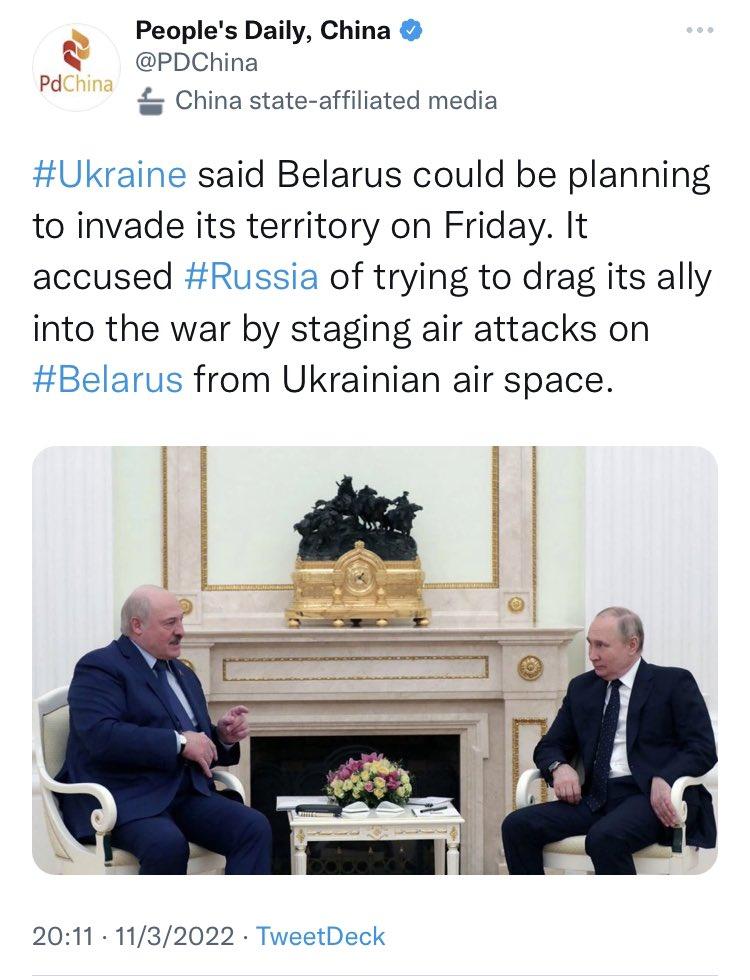 People's Daily, China
@PDChina
PdChina
China state-affiliated media
#Ukraine said Belarus could be planning
to invade its territory on Friday. It
accused #Russia of trying to drag its ally
into the war by staging air attacks on
#Belarus from Ukrainian air space.
20:11 · 11/3/2022 · TweetDeck